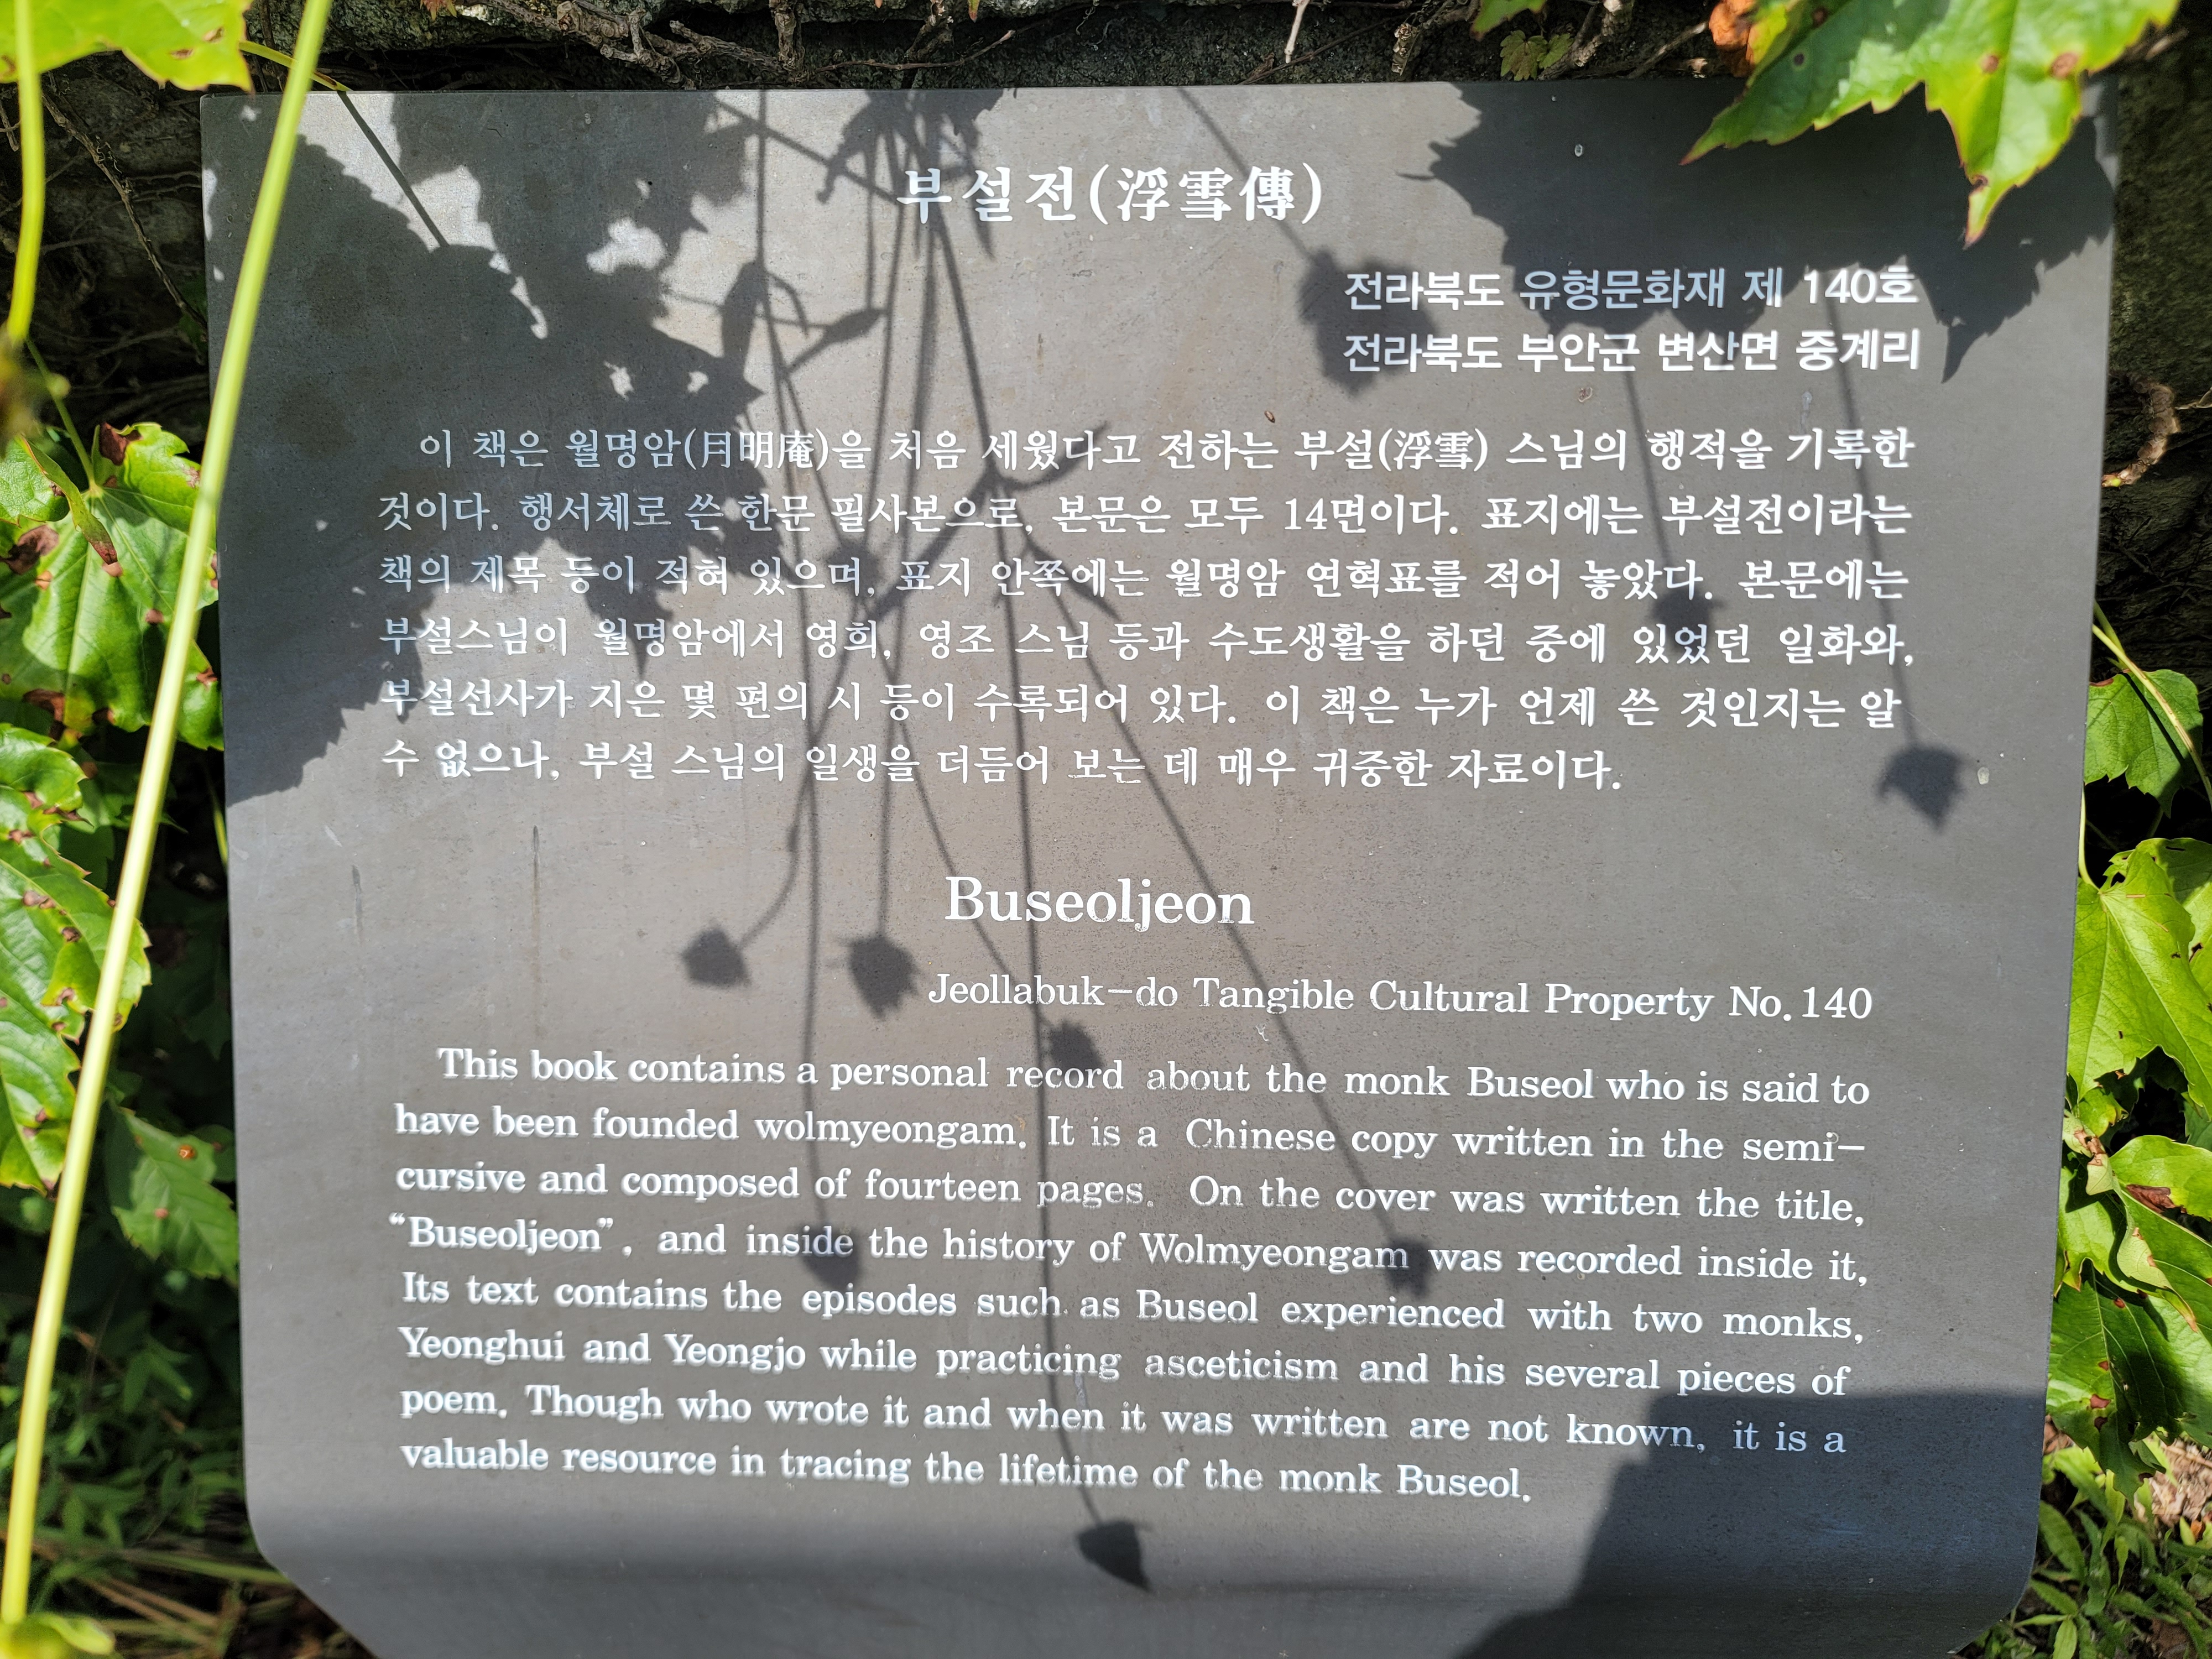 부설전(浮雪傳)
전라북도 유형문화재 제 140호
전라북도 부안군 변산면 중계리
이 책은 월명암(月明庵)을 처음 세웠다고 전하는 부설(浮雪) 스님의 행적을 기록한
것이다. 행서체로 쓴 한문 필사본으로, 본문은 모두 14면이다. 표지에는 부설전이라는
책의 제목 등이 적혀 있으며, 표지 안쪽에는 월명암 연혁표를 적어 놓았다. 본문에는
부설스님이 월명암에서 영희, 영조 스님 등과 수도생활을 하던 중에 있었던 일화와,
부설선사가 지은 몇 편의 시 등이 수록되어 있다. 이 책은 누가 언제 쓴 것인지는 알
수 없으나, 부설 스님의 일생을 더듬어 보는 데 매우 귀중한 자료이다.
Buseoljeon
Jeollabuk-do Tangible Cultural Property No.140
This book contains a personal record about the monk Buseol who is said to
have been founded wolmyeongam. It is a Chinese copy written in the semi-
cursive and composed of fourteen pages. On the cover was written the title,
“Buseoljeon”. and inside the history of Wolmyeongam was recorded inside it,
Its text contains the episodes such as Buseol experienced with two monks,
Yeonghui and Yeongjo while practicing asceticism and his several pieces of
poem. Though who wrote it and when it was written are not known, it is a
valuable resource in tracing the lifetime of the monk Buseol.